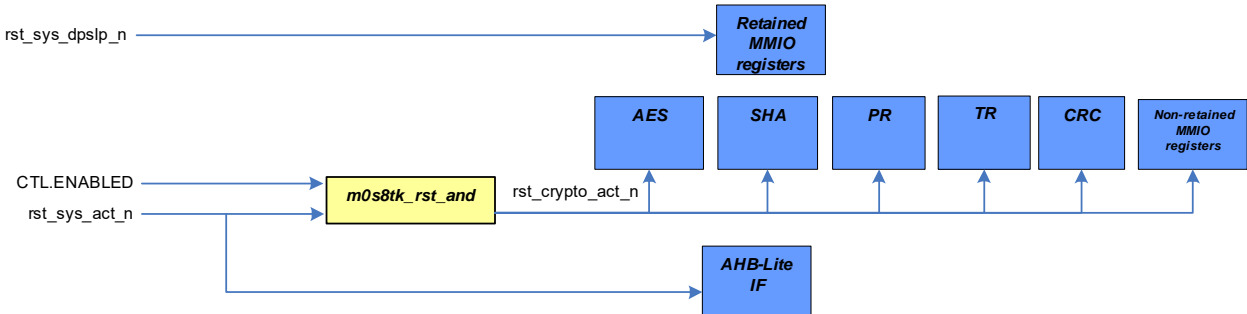 rst_sys_dpslp_n
Retained
MMIO
registers
AES
SHA
PR
TR
CRC
Non-retained
MMIO
registers
CTL.ENABLED
m0s8tk_rst_and
rst_crypto_act_n
rst_sys_act_n
AHB-Lite
IF